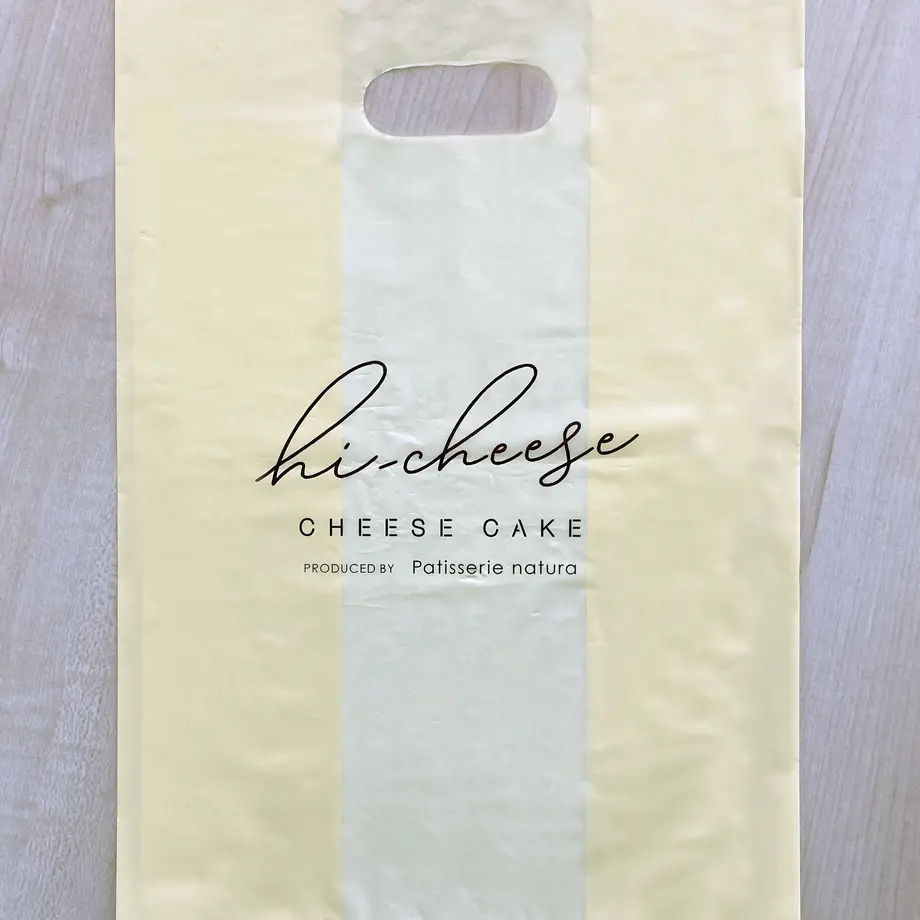 hi-cheese
CHEESE CAKE
PRODUCED BY Patisserie natura